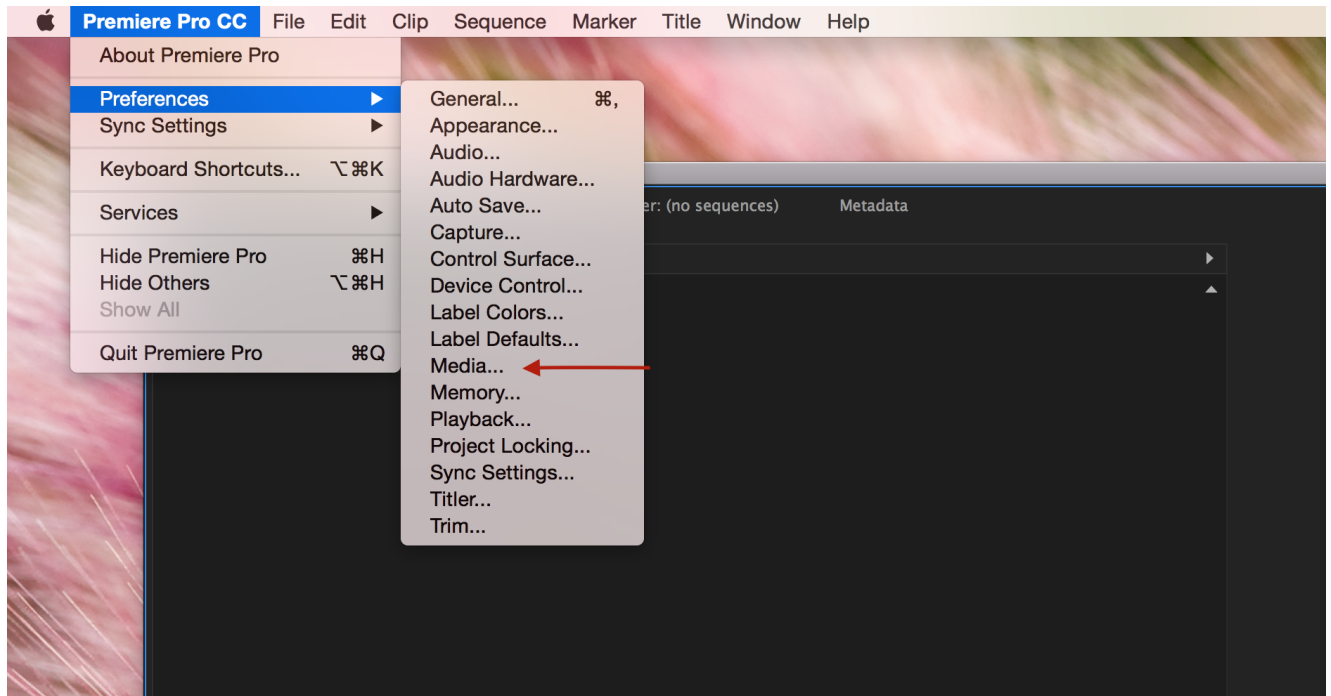 Premiere Pro CC File Edit Clip Sequence Marker Title Window Help
About Premiere Pro
Preferences
Sync Settings
Keyboard Shortcuts... ⌥⌘K
Services
Hide Premiere Pro ⌘H
Hide Others ⌥⌘H
Show All
Quit Premiere Pro ⌘Q
General... ⌘,
Appearance...
Audio...
Audio Hardware...
Auto Save...
Capture...
Control Surface...
Device Control...
Label Colors...
Label Defaults...
Media...
Memory...
Playback...
Project Locking...
Sync Settings...
Titler...
Trim...
er: (no sequences) Metadata